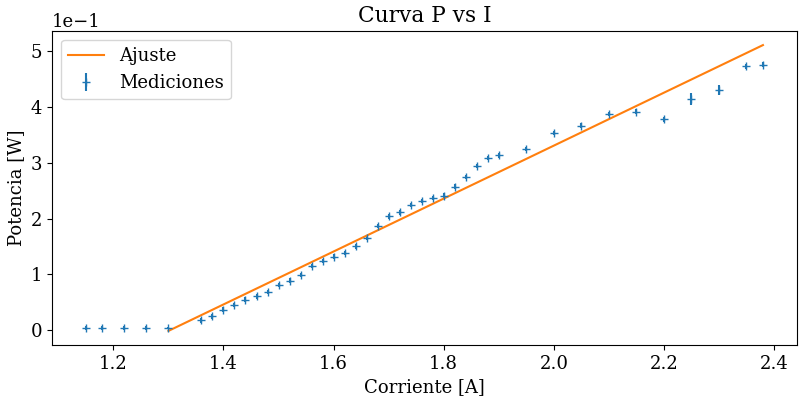 Curva P vs I
1e−1
Ajuste
Mediciones
5
4
3
2
1
0
Potencia [W]
1.2 1.4 1.6 1.8 2.0 2.2 2.4
Corriente [A]